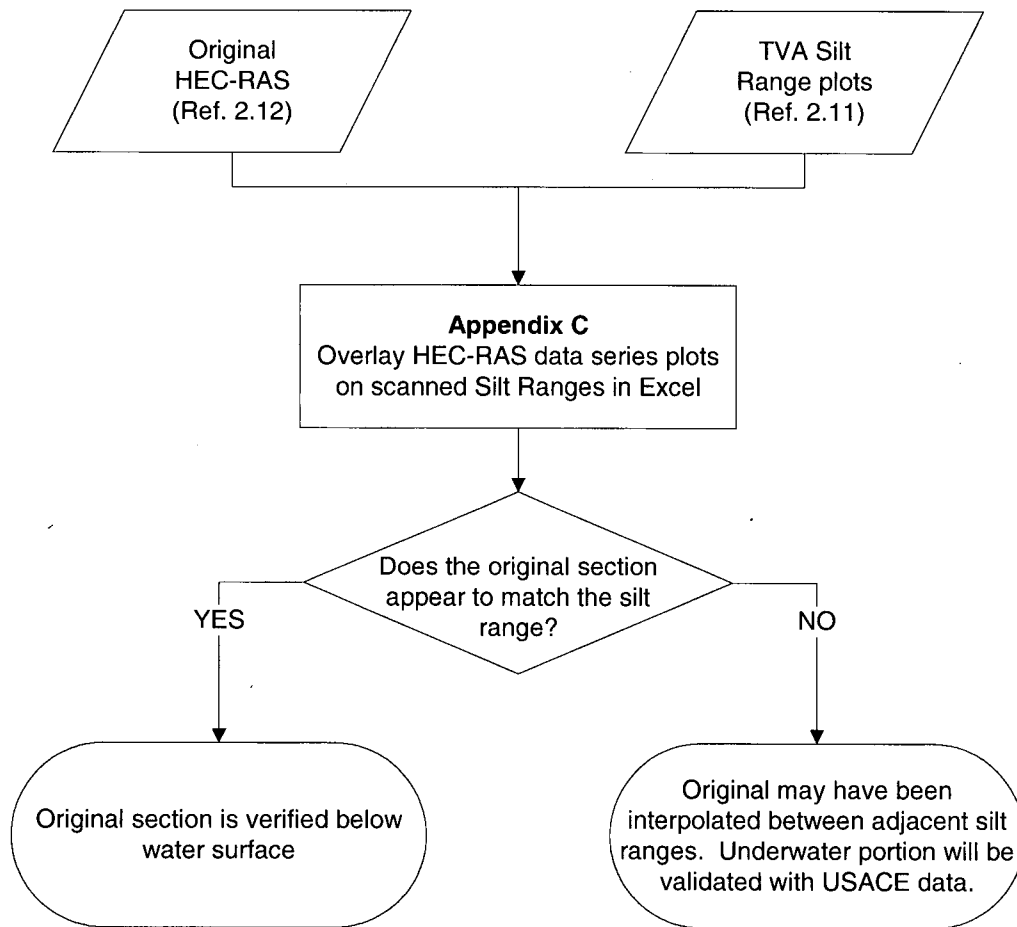 Original
HEC-RAS
(Ref. 2.12)
TVA Silt
Range plots
(Ref. 2.11)
Appendix C
Overlay HEC-RAS data series plots
on scanned Silt Ranges in Excel
Does the original section
appear to match the silt
range?
YES
NO
Original section is verified below
water surface
Original may have been
interpolated between adjacent silt
ranges.  Underwater portion will be
validated with USACE data.